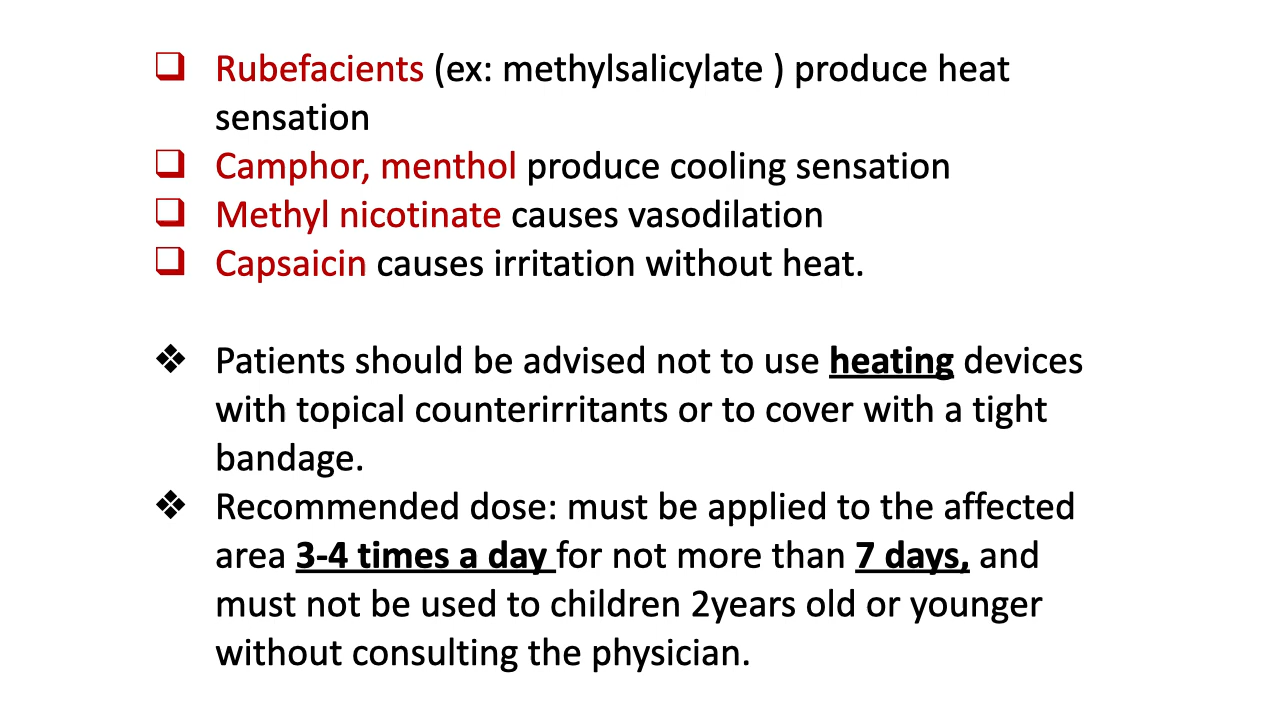 ❑ Rubefacients (ex: methylsalicylate ) produce heat
sensation
❑ Camphor, menthol produce cooling sensation
❑ Methyl nicotinate causes vasodilation
❑ Capsaicin causes irritation without heat.
❖ Patients should be advised not to use heating devices
with topical counterirritants or to cover with a tight
bandage.
❖ Recommended dose: must be applied to the affected
area 3-4 times a day for not more than 7 days, and
must not be used to children 2years old or younger
without consulting the physician.